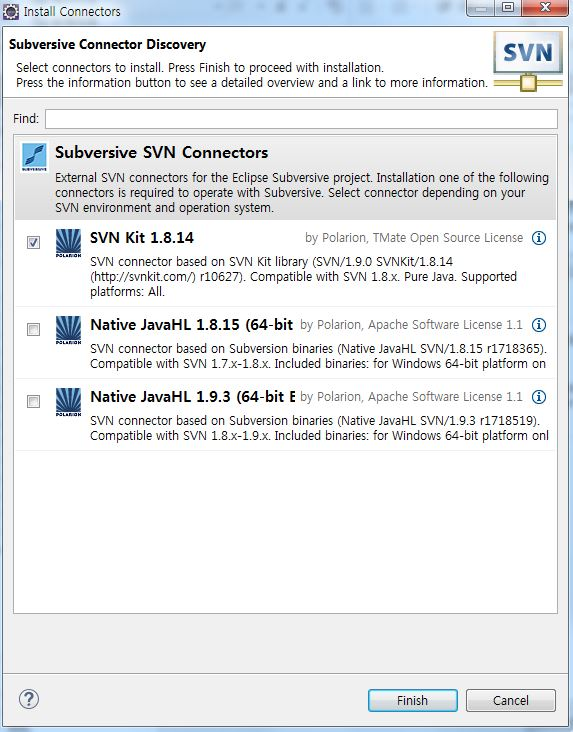 Install Connectors
Subversive Connector Discovery
Select connectors to install. Press Finish to proceed with installation.
Press the information button to see a detailed overview and a link to more information.
SVN
Find:
SUBVERSIVE
Subversive SVN Connectors
External SVN connectors for the Eclipse Subversive project. Installation one of the following
connectors is required to operate with Subversive. Select connector depending on your
SVN environment and operation system.
POLARION
SVN Kit 1.8.14
by Polarion, TMate Open Source License
SVN connector based on SVN Kit library (SVN/1.9.0 SVNKit/1.8.14
(http://svnkit.com/) r10627). Compatible with SVN 1.8.x. Pure Java. Supported
platforms: All.
POLARION
Native JavaHL 1.8.15 (64-bit
by Polarion, Apache Software License 1.1
SVN connector based on Subversion binaries (Native JavaHL SVN/1.8.15 r1718365).
Compatible with SVN 1.7.x-1.8.x. Included binaries: for Windows 64-bit platform on
POLARION
Native JavaHL 1.9.3 (64-bit E
by Polarion, Apache Software License 1.1
SVN connector based on Subversion binaries (Native JavaHL SVN/1.9.3 r1718519).
Compatible with SVN 1.8.x-1.9.x. Included binaries: for Windows 64-bit platform onl
Finish
Cancel